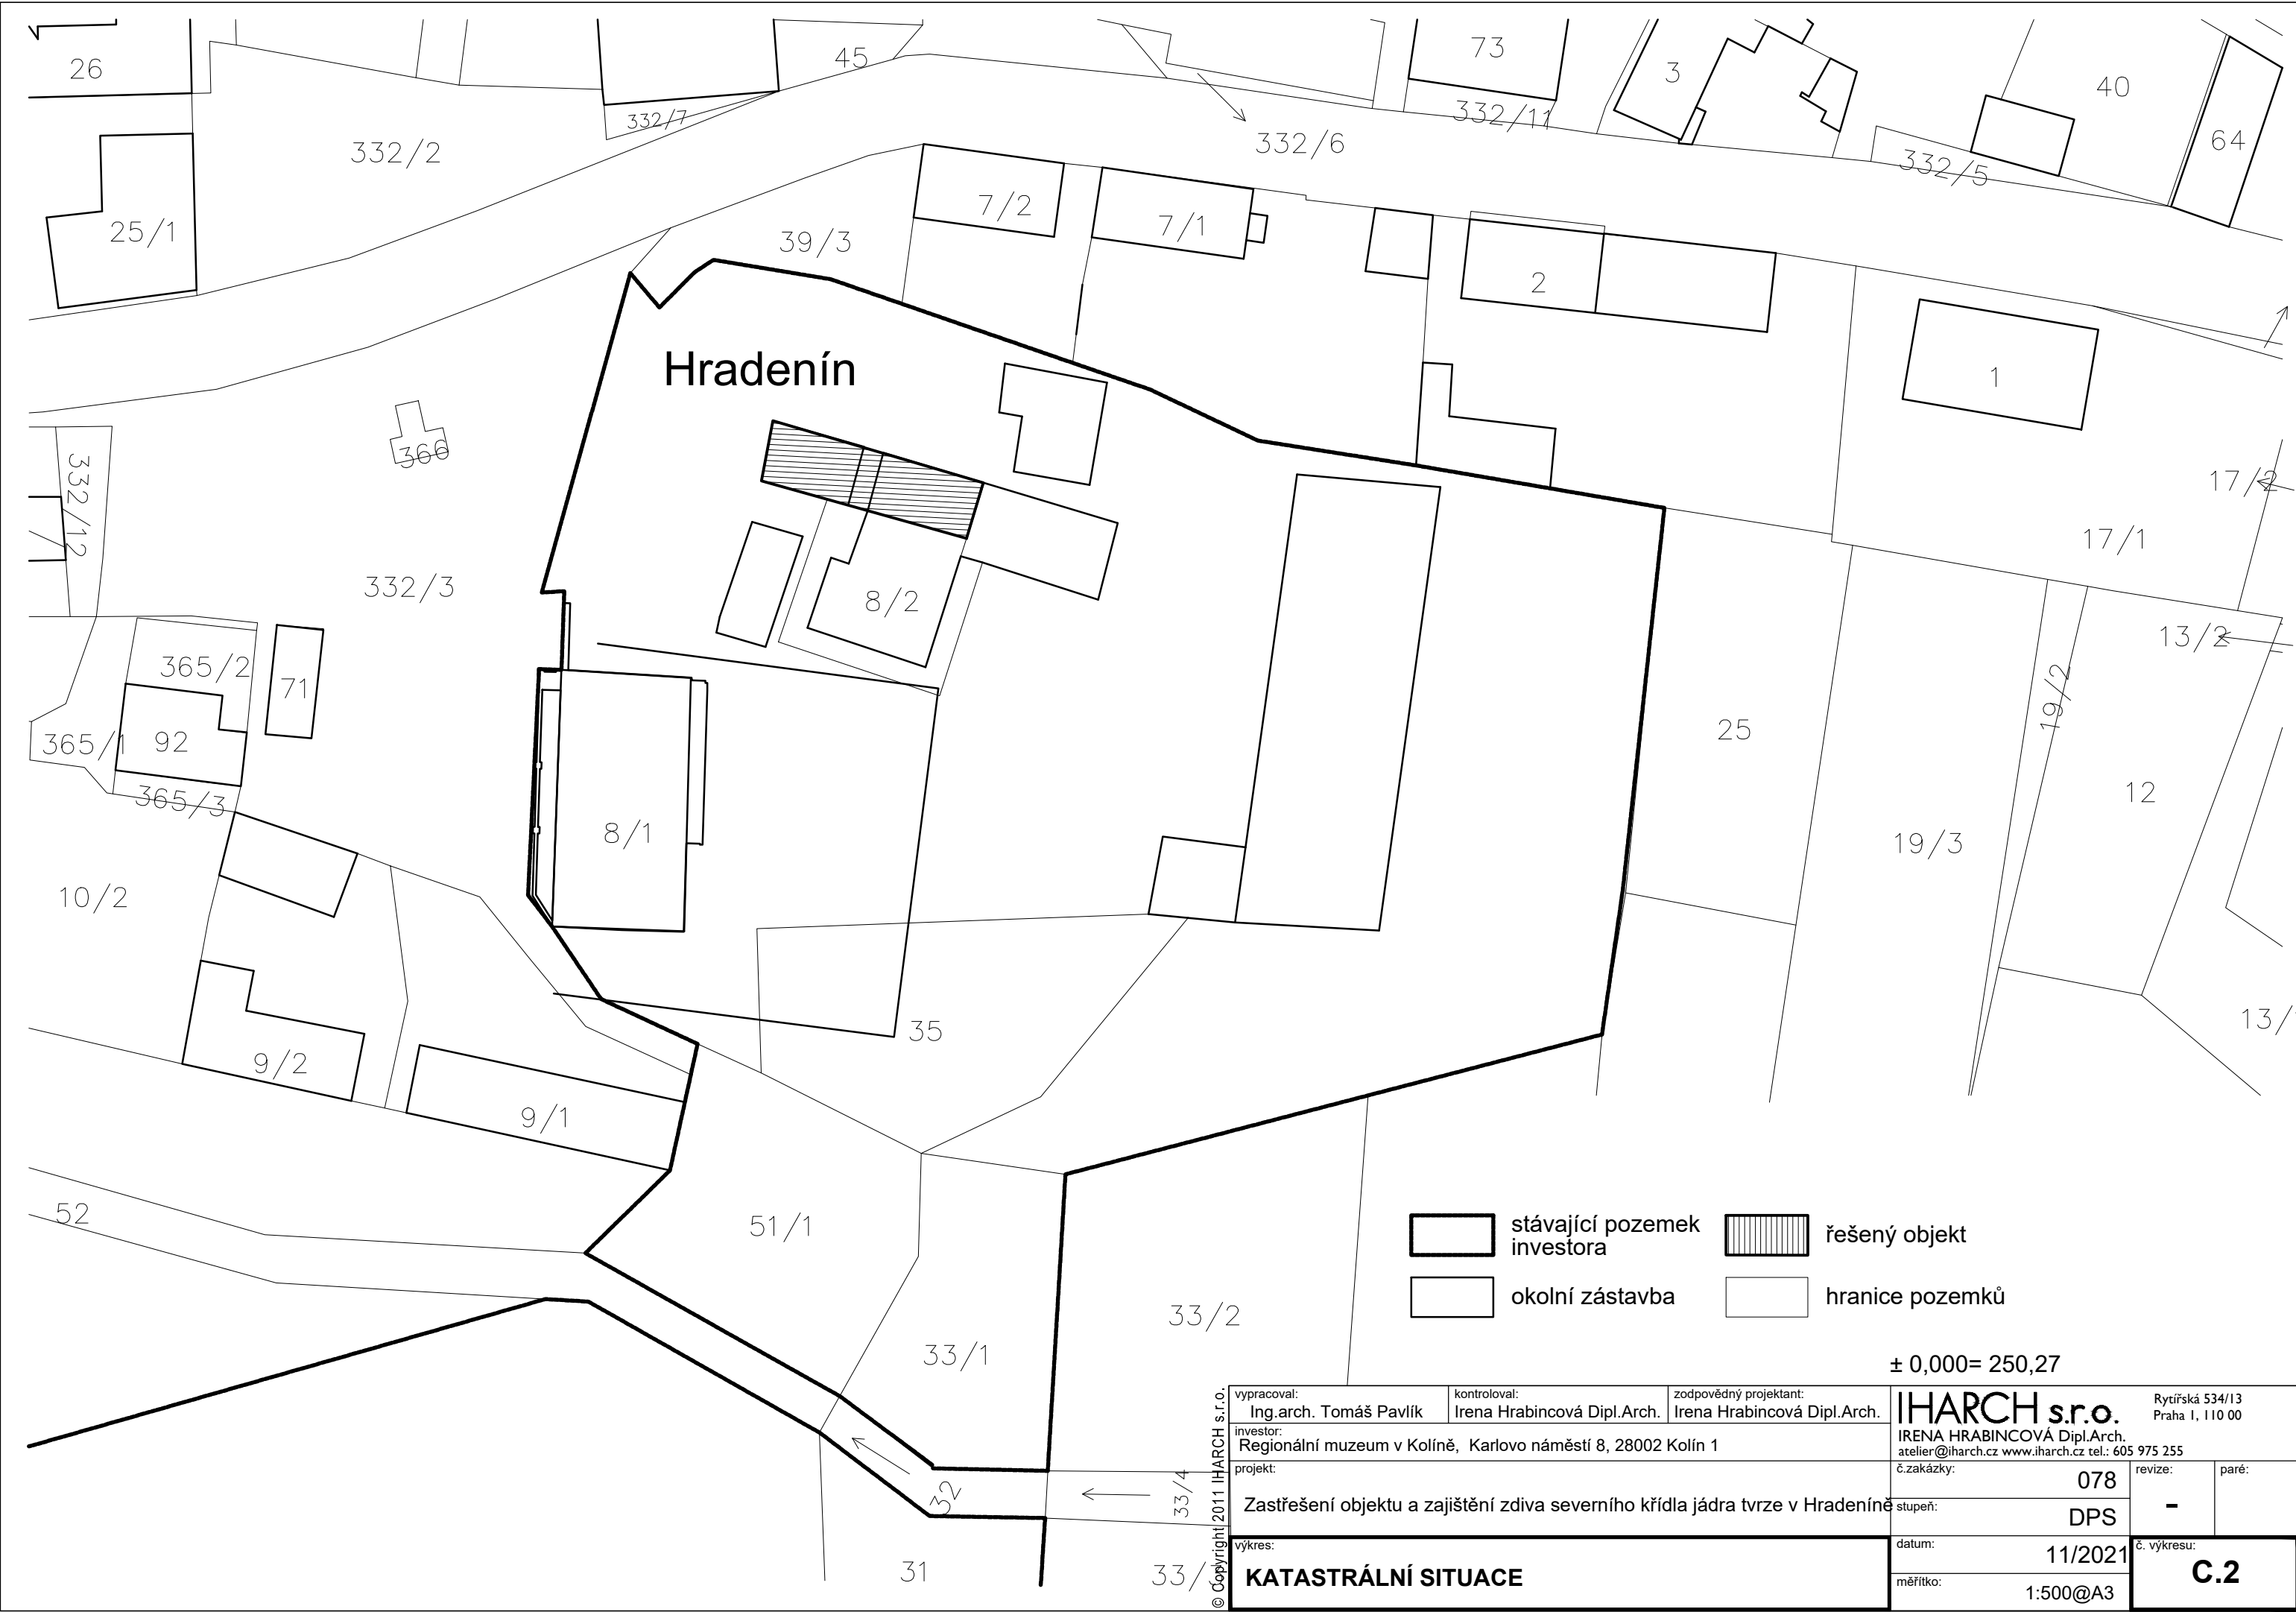 26
45
73
3
40
64
332/7
332/11
332/6
332/2
332/5
25/1
7/2
7/1
39/3
2
1
Hradenín
366
332/12
17/2
17/1
332/3
8/2
13/2
365/2
71
19/2
25
365/1
92
12
365/3
8/1
19/3
10/2
35
13/
9/2
9/1
52
51/1
33/2
33/1
32
33/4
31
33/
stávající pozemek
investora
řešený objekt
okolní zástavba
hranice pozemků
± 0,000= 250,27
© Copyright 2011 IHARCH s.r.o.
vypracoval:
Ing.arch. Tomáš Pavlík
kontroloval:
Irena Hrabincová Dipl.Arch.
zodpovědný projektant:
Irena Hrabincová Dipl.Arch.
IHARCH s.r.o.
Rytířská 534/13
Praha 1, 110 00
IRENA HRABINCOVÁ Dipl.Arch.
atelier@iharch.cz www.iharch.cz tel.: 605 975 255
investor:
Regionální muzeum v Kolíně, Karlovo náměstí 8, 28002 Kolín 1
projekt:
Zastřešení objektu a zajištění zdiva severního křídla jádra tvrze v Hradeníně
č.zakázky:
078
revize:
-
paré:
stupeň:
DPS
výkres:
KATASTRÁLNÍ SITUACE
datum:
11/2021
č. výkresu:
C.2
měřítko:
1:500@A3